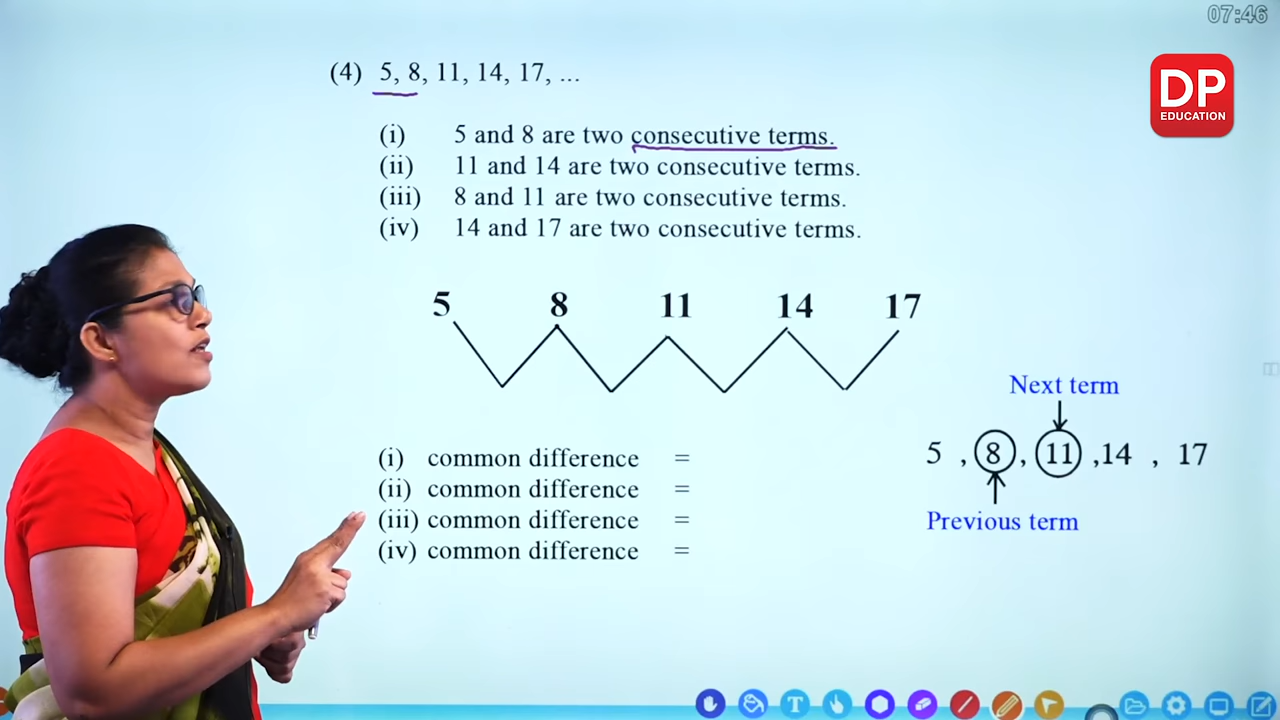 07:46
DP
EDUCATION
(4) 5, 8, 11, 14, 17, ...
(i) 5 and 8 are two consecutive terms.
(ii) 11 and 14 are two consecutive terms.
(iii) 8 and 11 are two consecutive terms.
(iv) 14 and 17 are two consecutive terms.
5 8 11 14 17
(i) common difference =
(ii) common difference =
(iii) common difference =
(iv) common difference =
Next term
5 , 8 , 11 ,14 , 17
Previous term
T